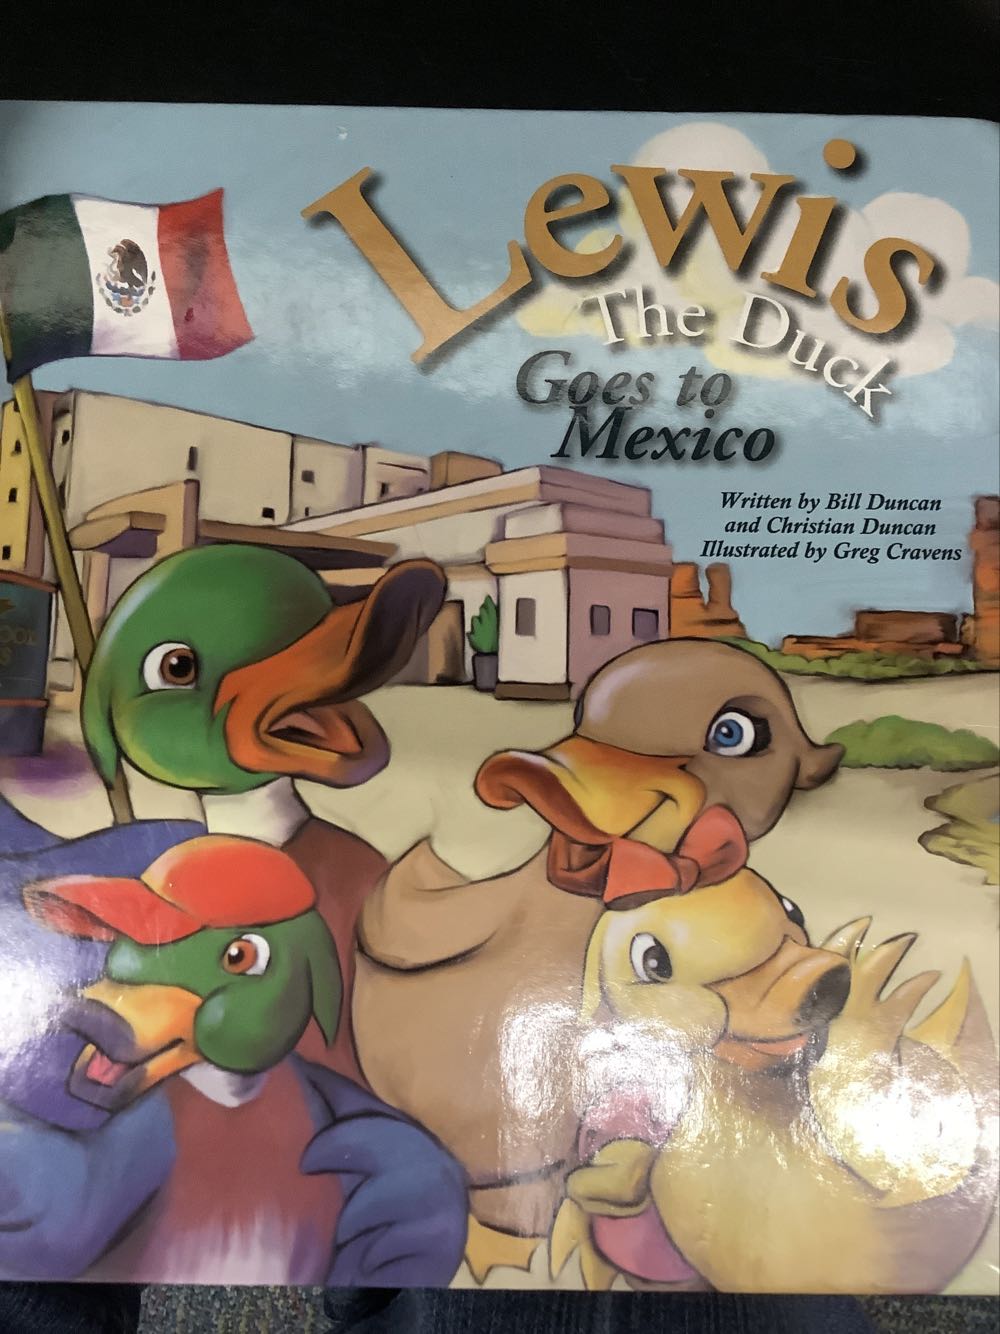 Lewis
The Duck
Goes to
Mexico
Written by Bill Duncan
and Christian Duncan
Illustrated by Greg Cravens